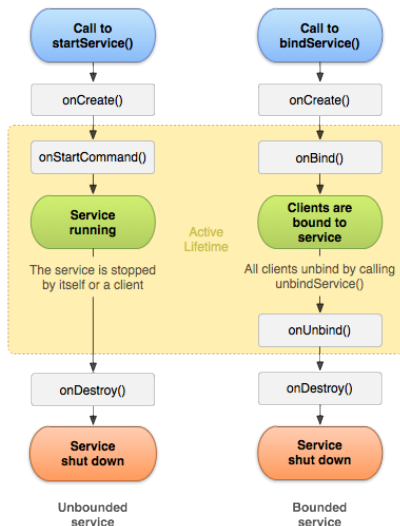 Call to
startService()
onCreate()
onStartCommand()
Service
running
The service is stopped
by itself or a client
onDestroy()
Service
shut down
Unbounded
service
Active
Lifetime
Call to
bindService()
onCreate()
onBind()
Clients are
bound to
service
All clients unbind by calling
unbindService()
onUnbind()
onDestroy()
Service
shut down
Bounded
service